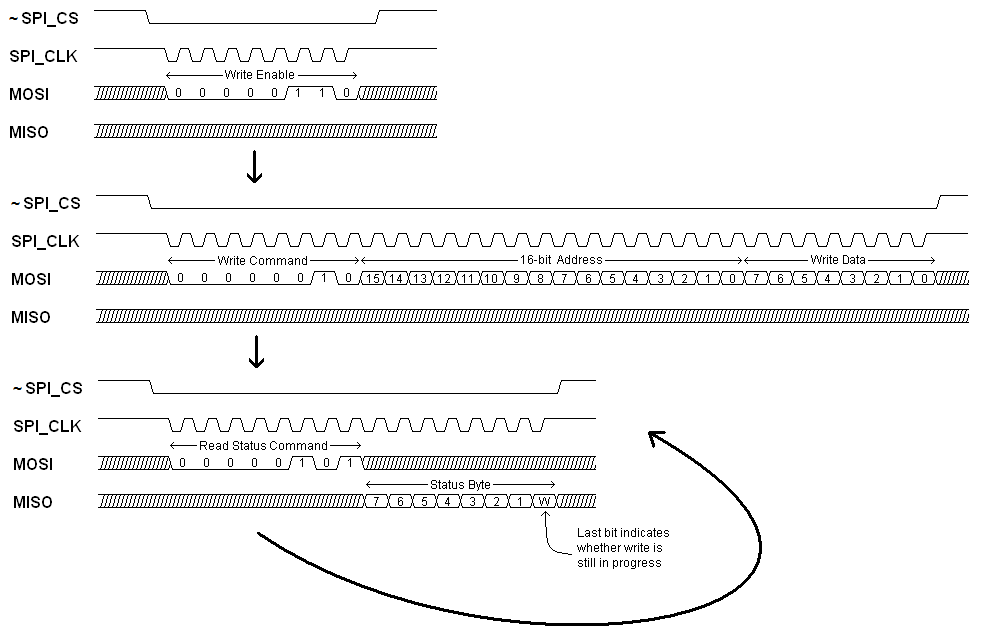 ~SPI_CS
SPI_CLK
Write Enable
MOSI 0 0 0 0 0 1 1 0
MISO
~SPI_CS
SPI_CLK
Write Command 16-bit Address Write Data
MOSI 0 0 0 0 0 0 1 0 15 14 13 12 11 10 9 8 7 6 5 4 3 2 1 0 7 6 5 4 3 2 1 0
MISO
~SPI_CS
SPI_CLK
Read Status Command
MOSI 0 0 0 0 0 1 0 1
Status Byte
MISO 7 6 5 4 3 2 1 W
Last bit indicates
whether write is
still in progress